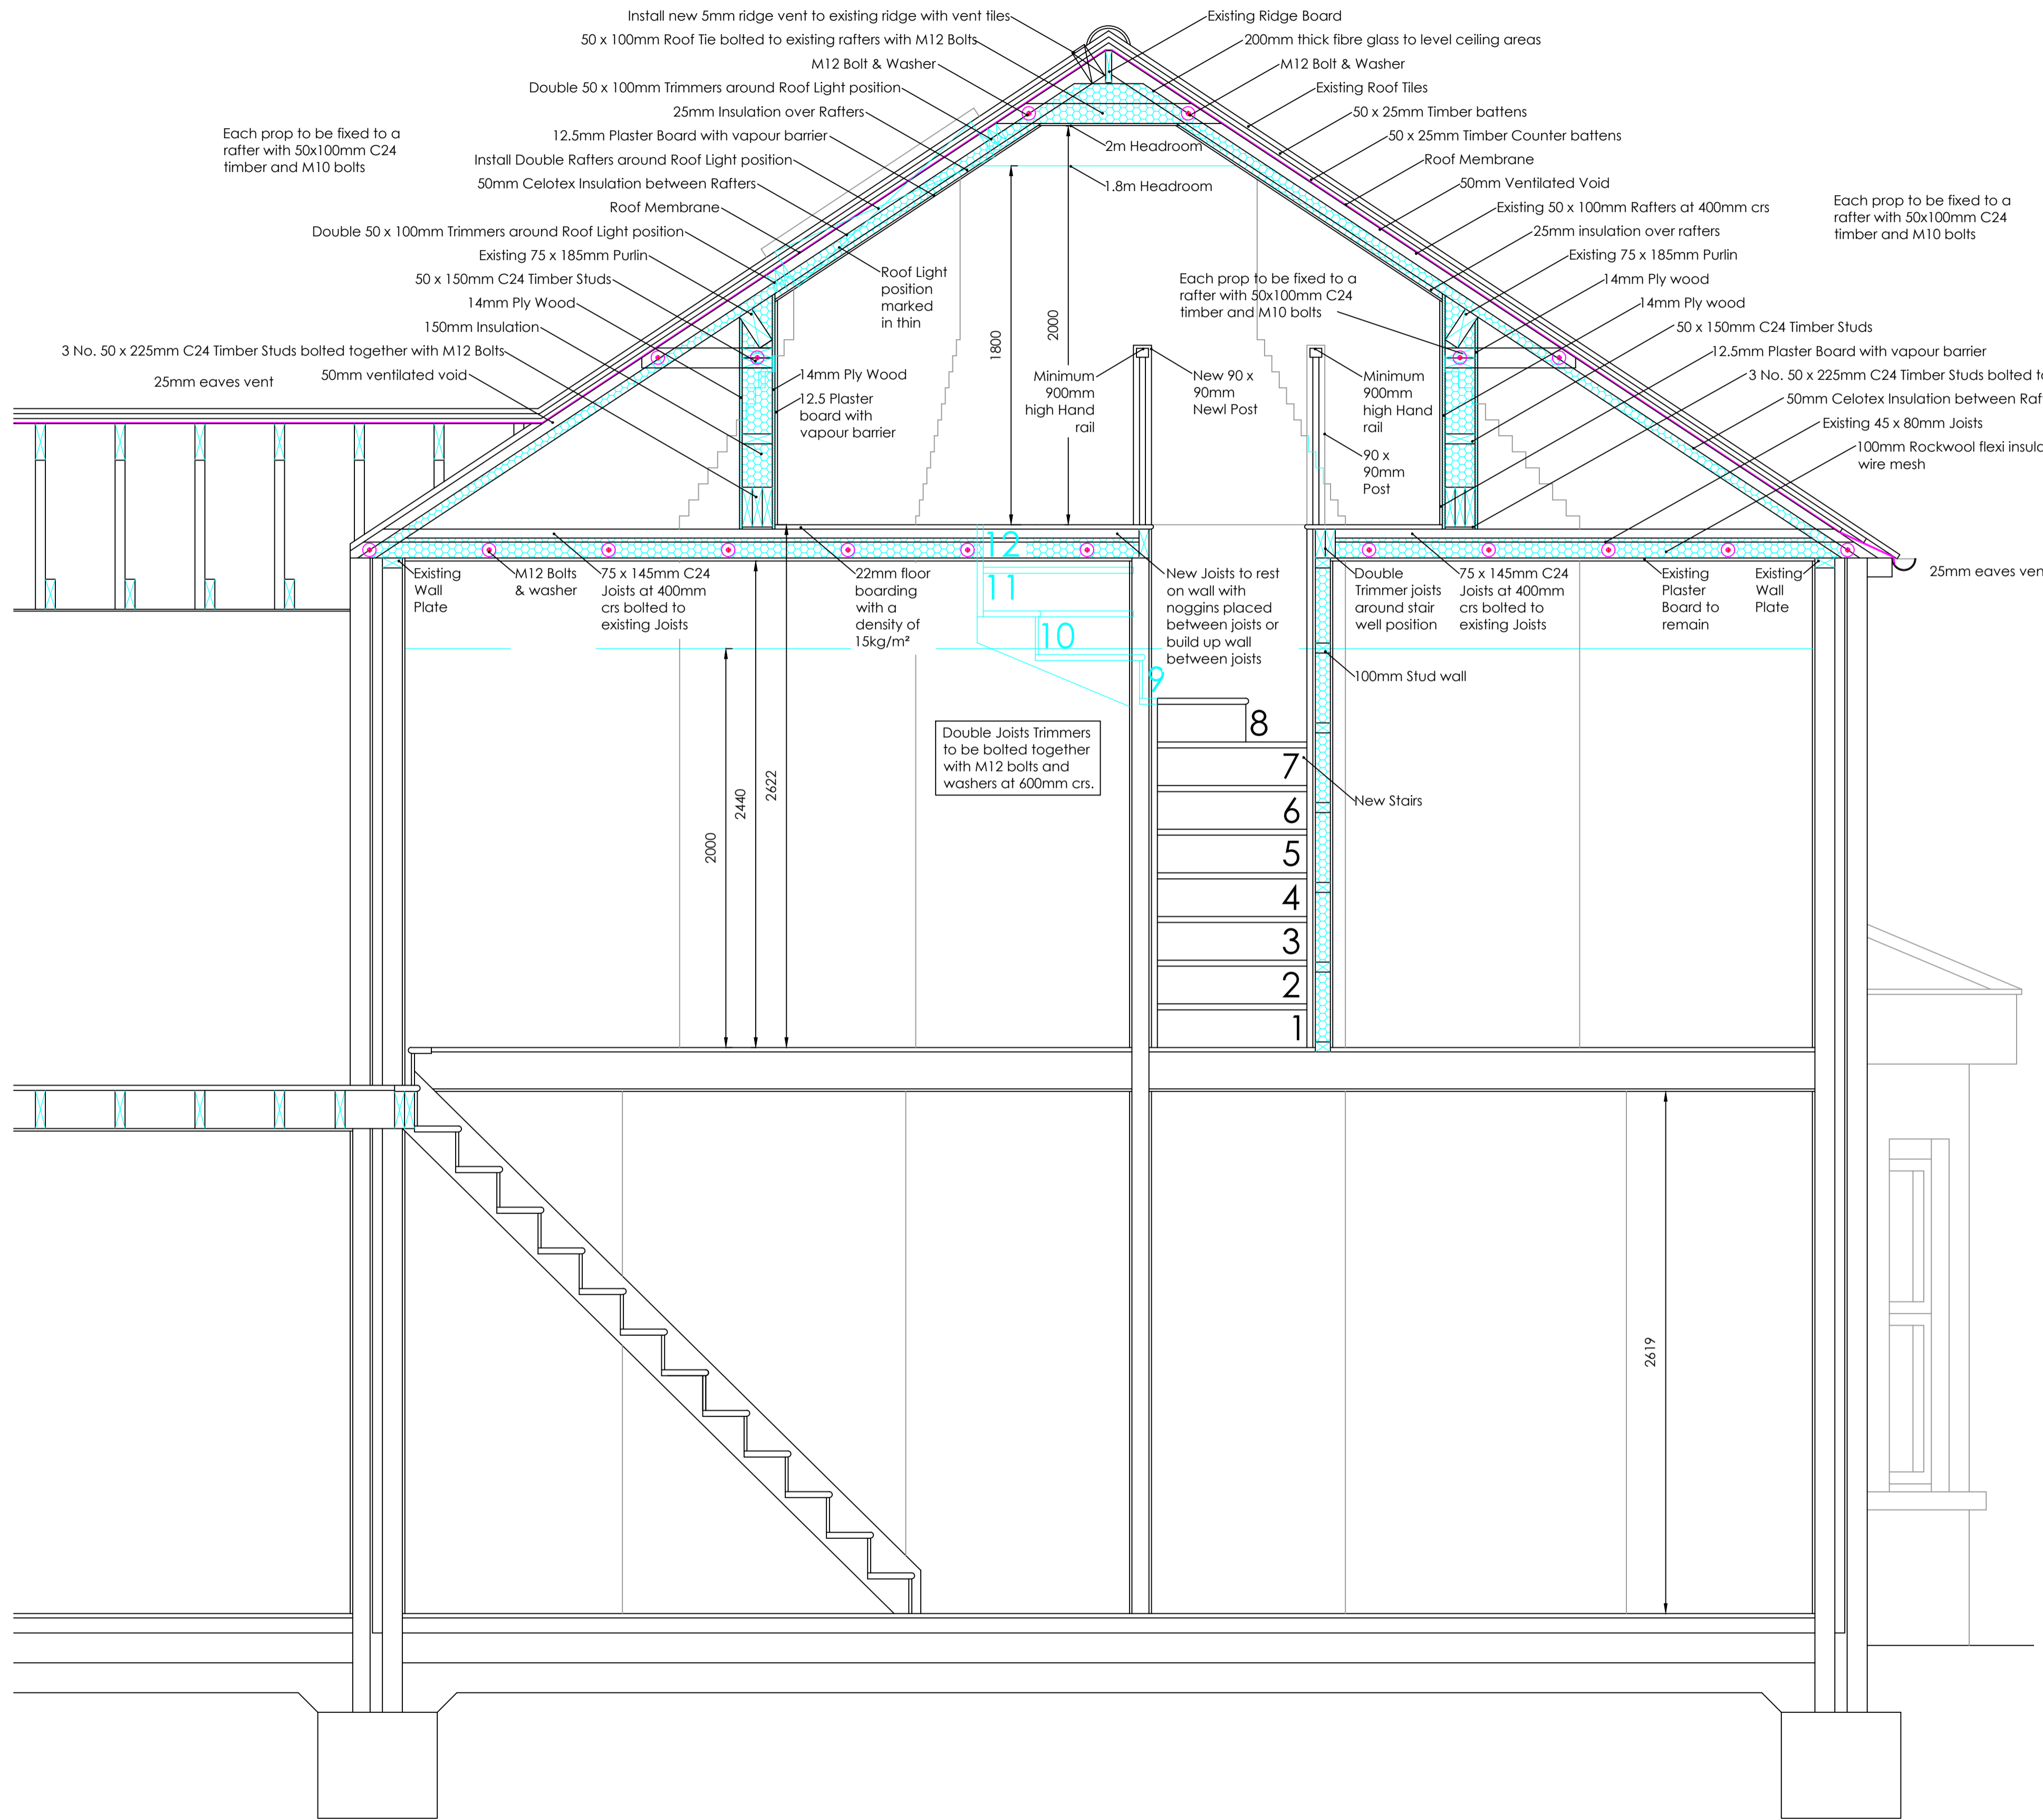 Install new 5mm ridge vent to existing ridge with vent tiles
50 x 100mm Roof Tie bolted to existing rafters with M12 Bolts
M12 Bolt & Washer
Double 50 x 100mm Trimmers around Roof Light position
25mm Insulation over Rafters
12.5mm Plaster Board with vapour barrier
Install Double Rafters around Roof Light position
50mm Celotex Insulation between Rafters
Roof Membrane
Double 50 x 100mm Trimmers around Roof Light position
Existing 75 x 185mm Purlin
50 x 150mm C24 Timber Studs
14mm Ply Wood
150mm Insulation
3 No. 50 x 225mm C24 Timber Studs bolted together with M12 Bolts
25mm eaves vent
50mm ventilated void
Each prop to be fixed to a
rafter with 50x100mm C24
timber and M10 bolts
Existing Ridge Board
200mm thick fibre glass to level ceiling areas
M12 Bolt & Washer
Existing Roof Tiles
50 x 25mm Timber battens
50 x 25mm Timber Counter battens
Roof Membrane
50mm Ventilated Void
Existing 50 x 100mm Rafters at 400mm crs
25mm insulation over rafters
Existing 75 x 185mm Purlin
14mm Ply wood
14mm Ply wood
50 x 150mm C24 Timber Studs
12.5mm Plaster Board with vapour barrier
3 No. 50 x 225mm C24 Timber Studs bolted
50mm Celotex Insulation between
Existing 45 x 80mm Joists
100mm Rockwool flexi
wire mesh
Each prop to be fixed to a
rafter with 50x100mm C24
timber and M10 bolts
2m Headroom
1.8m Headroom
Roof Light
position
marked
in thin
Each prop to be fixed to a
rafter with 50x100mm C24
timber and M10 bolts
1800
2000
14mm Ply Wood
12.5 Plaster
board with
vapour barrier
Minimum
900mm
high Hand
rail
New 90 x
90mm
Newl Post
Minimum
900mm
high Hand
rail
90 x
90mm
Post
Existing
Wall
Plate
M12 Bolts
& washer
75 x 145mm C24
Joists at 400mm
crs bolted to
existing Joists
22mm floor
boarding
with a
density of
15kg/m²
12
11
10
9
New Joists to rest
on wall with
noggins placed
between joists or
build up wall
between joists
Double
Trimmer joists
around stair
well position
75 x 145mm C24
Joists at 400mm
crs bolted to
existing Joists
Existing
Plaster
Board to
remain
Existing
Wall
Plate
25mm eaves
100mm Stud wall
Double Joists Trimmers
to be bolted together
with M12 bolts and
washers at 600mm crs.
2000
2440
2622
8
7
6
5
4
3
2
1
New Stairs
2619